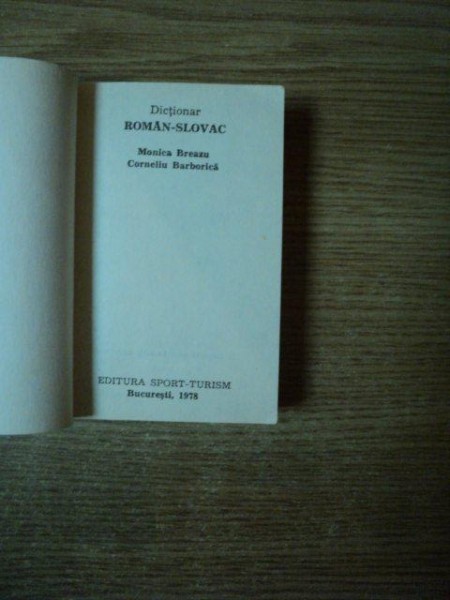 Dicționar
ROMÂN-SLOVAC
Monica Breazu
Corneliu Barborică
EDITURA SPORT-TURISM
București, 1978